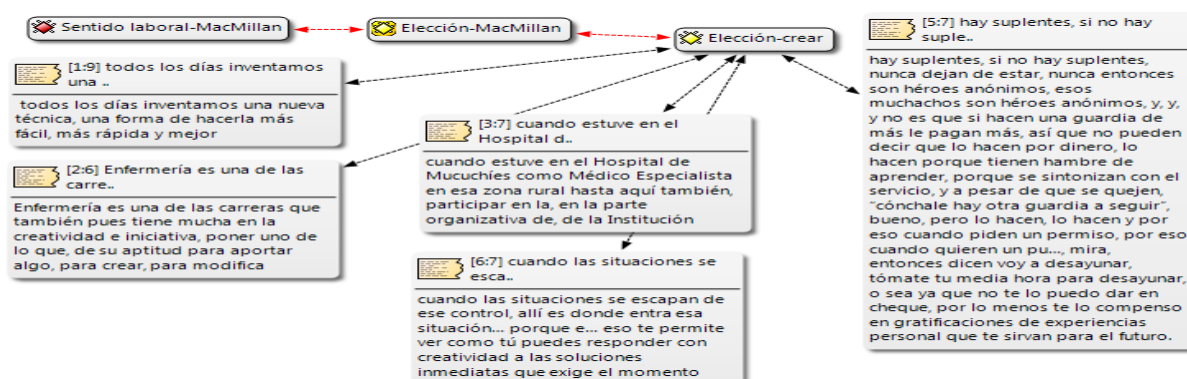 Sentido laboral-MacMillan
Elección-MacMillan
Elección-crear
[1:9] todos los días inventamos
una ..
todos los días inventamos una nueva
técnica, una forma de hacerla más
fácil, más rápida y mejor
[2:6] Enfermería es una de las
carre..
Enfermería es una de las carreras que
también pues tiene mucha en la
creatividad e iniciativa, poner uno de
lo que, de su aptitud para aportar
algo, para crear, para modifica
[3:7] cuando estuve en el
Hospital d..
cuando estuve en el Hospital de
Mucuchíes como Médico Especialista
en esa zona rural hasta aquí también,
participar en la, en la parte
organizativa de, de la Institución
[6:7] cuando las situaciones se
esca..
cuando las situaciones se escapan de
ese control, allí es donde entra esa
situación... porque e... eso te permite
ver como tú puedes responder con
creatividad a las soluciones
inmediatas que exige el momento
[5:7] hay suplentes, si no hay
suple..
hay suplentes, si no hay suplentes,
nunca dejan de estar, nunca entonces
son héroes anónimos, esos
muchachos son héroes anónimos, y, y,
y no es que si hacen una guardia de
más le pagan más, así que no pueden
decir que lo hacen por dinero, lo
hacen porque tienen hambre de
aprender, porque se sintonizan con el
servicio, y a pesar de que se quejen,
"cónchale hay otra guardia a seguir",
bueno, pero lo hacen, lo hacen y por
eso cuando piden un permiso, por eso
cuando quieren un pu..., mira,
entonces dicen voy a desayunar,
tómate tu media hora para desayunar,
o sea ya que no te lo puedo dar en
cheque, por lo menos te lo compenso
en gratificaciones de experiencias
personal que te sirvan para el futuro.